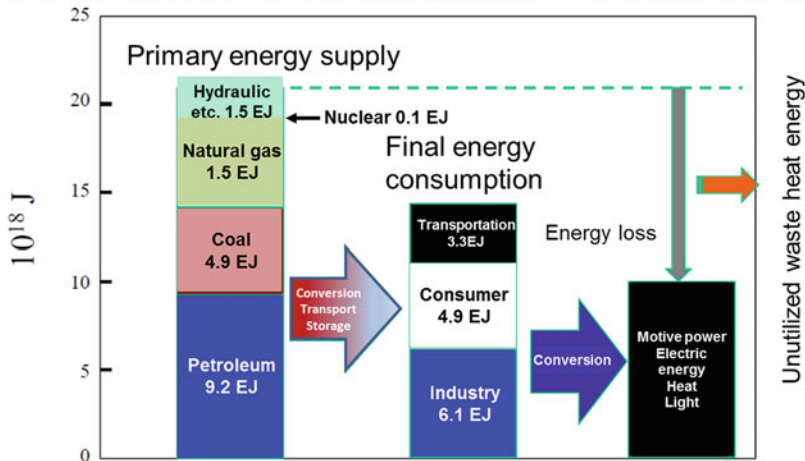 25
20
15
10
5
0
10^18 J
Primary energy supply
Hydraulic
etc. 1.5 EJ
Nuclear 0.1 EJ
Natural gas
1.5 EJ
Coal
4.9 EJ
Petroleum
9.2 EJ
Conversion
Transport
Storage
Final energy
consumption
Transportation
3.3EJ
Consumer
4.9 EJ
Industry
6.1 EJ
Conversion
Energy loss
Motive power
Electric
energy
Heat
Light
Unutilized waste heat energy